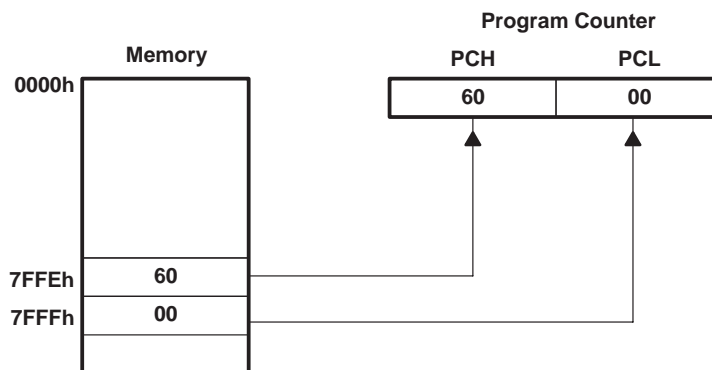 Program Counter
Memory
PCH PCL
0000h
60 00
7FFEh 60
7FFFh 00